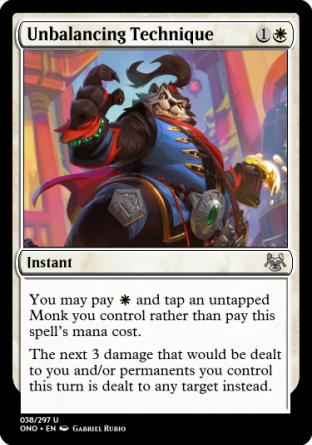 Unbalancing Technique 1
Instant
You may pay and tap an untapped
Monk you control rather than pay this
spell's mana cost.
The next 3 damage that would be dealt
to you and/or permanents you control
this turn is dealt to any target instead.
038/297 U
ONO • EN Gabriel Rubio